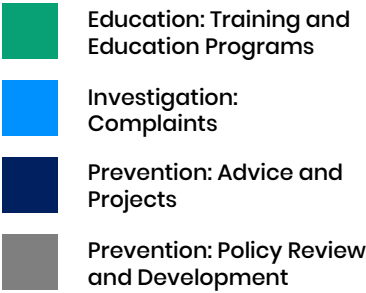 Education: Training and
Education Programs
Investigation:
Complaints
Prevention: Advice and
Projects
Prevention: Policy Review
and Development